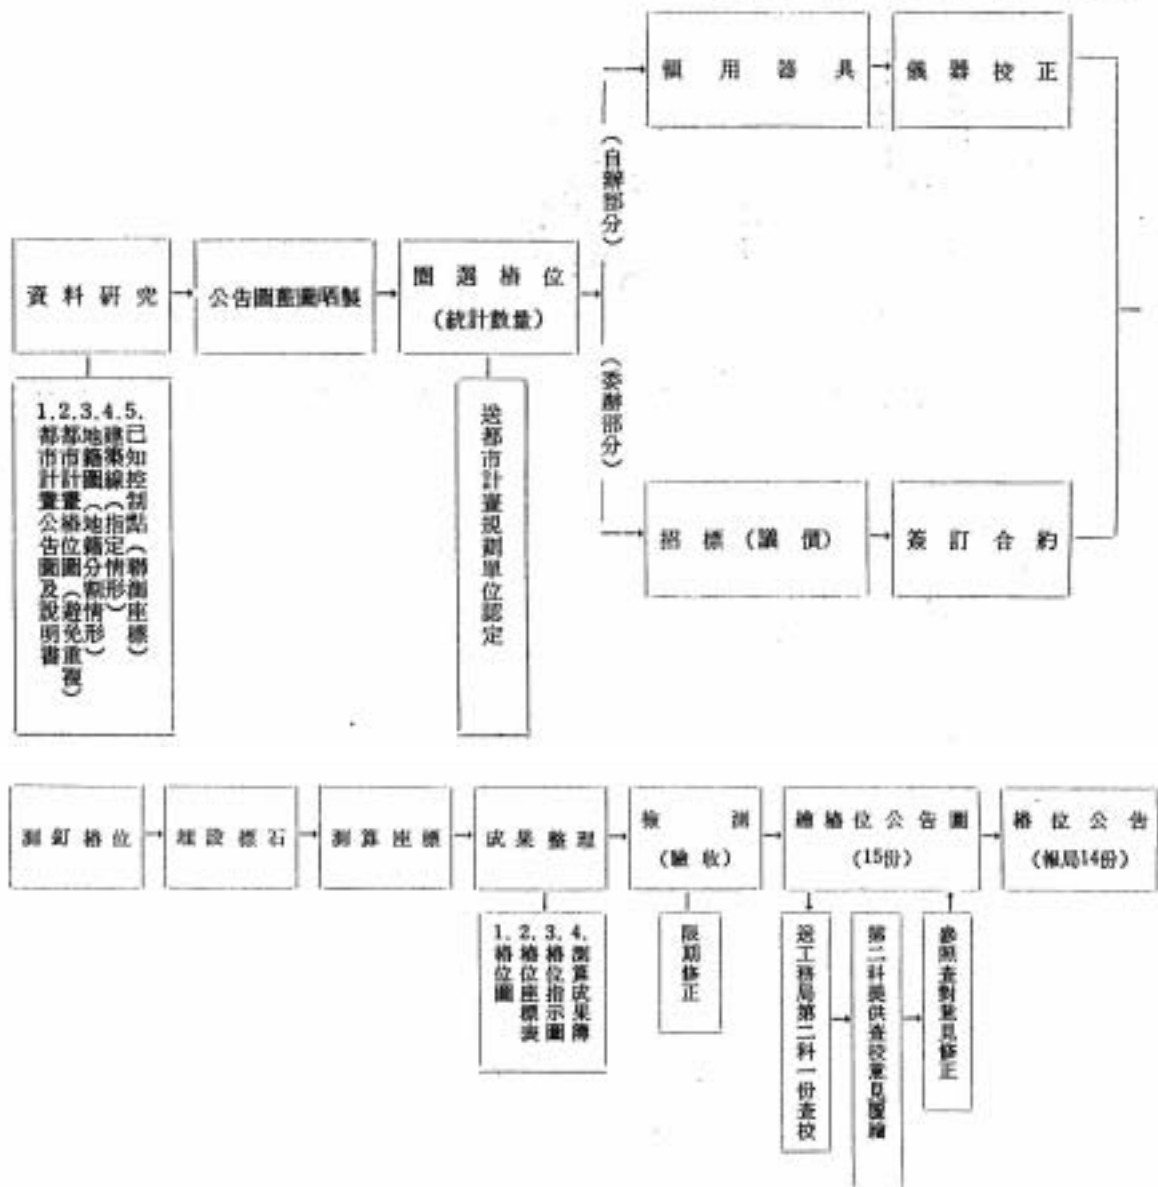 領用器具
儀器校正
(自辦部分)
資料研究
公告圖藍圖晒製
圈選樁位
(統計數量)
(委辦部分)
招標(議價)
簽訂合約
1.都市計畫公告圖及說明書
2.都市計畫樁位圖(避免重複)
3.地籍圖(地籍分割情形)
4.建築線(指定情形)
5.已知控制點(聯測座標)
送都市計畫規劃單位認定
測釘樁位
埋設標石
測算座標
成果整理
檢測
(驗收)
繪樁位公告圖
(15份)
樁位公告
(報局14份)
1.樁位圖
2.樁位座標表
3.樁位指示圖
4.測算成果簿
限期修正
送工務局第二科一份查校
第二科提供查校意見
參照查對意見修正